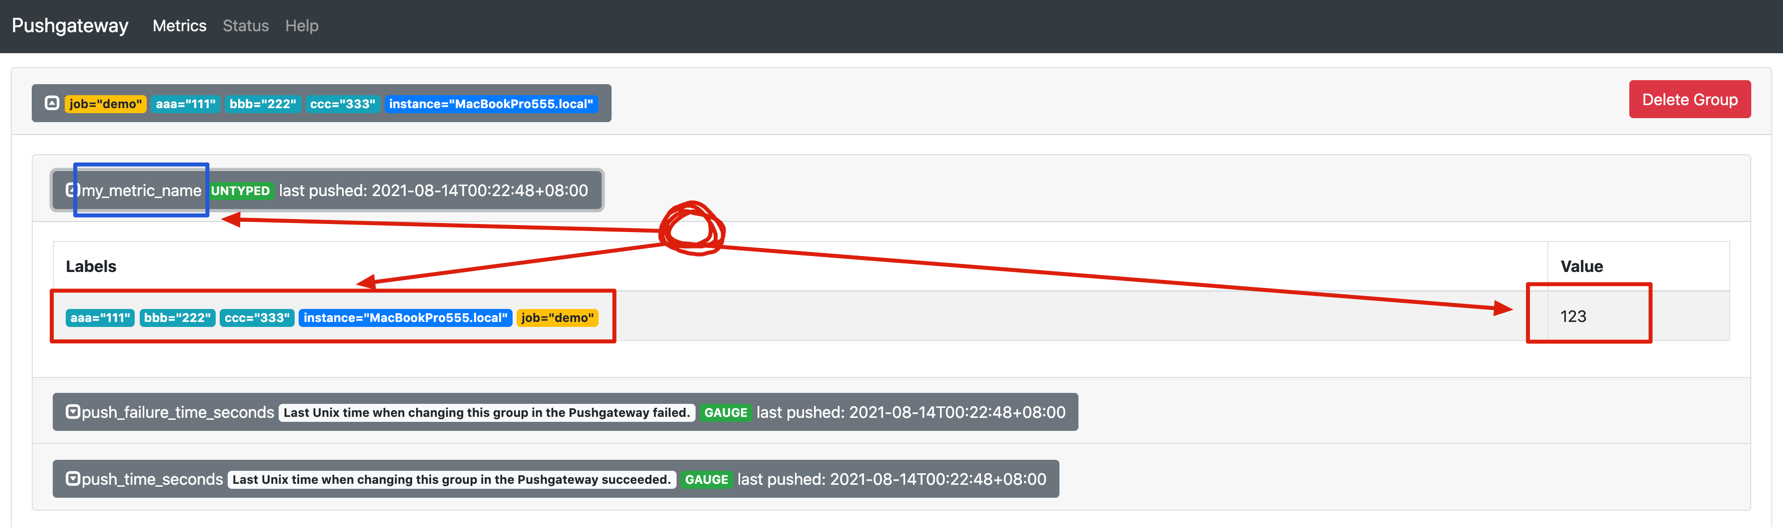 Pushgateway Metrics Status Help
job="demo" aaa="111" bbb="222" ccc="333" instance="MacBookPro555.local" Delete Group
my_metric_name UNTYPED last pushed: 2021-08-14T00:22:48+08:00
Labels Value
aaa="111" bbb="222" ccc="333" instance="MacBookPro555.local" job="demo" 123
push_failure_time_seconds Last Unix time when changing this group in the Pushgateway failed. GAUGE last pushed: 2021-08-14T00:22:48+08:00
push_time_seconds Last Unix time when changing this group in the Pushgateway succeeded. GAUGE last pushed: 2021-08-14T00:22:48+08:00